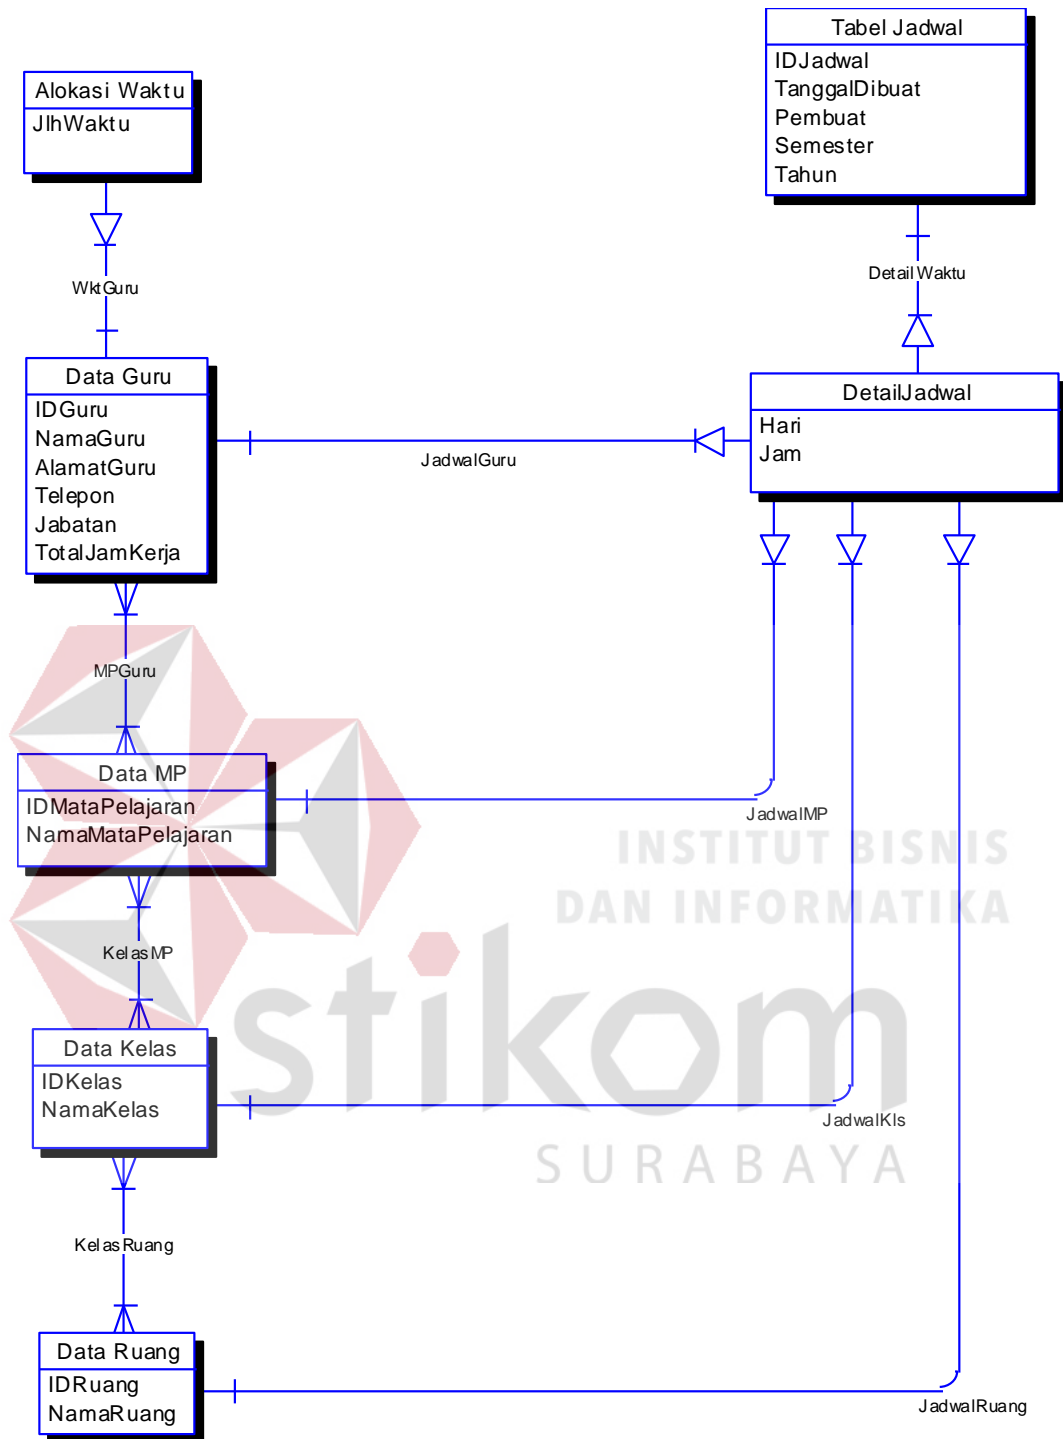 Tabel Jadwal
IDJadwal
TanggalDibuat
Pembuat
Semester
Tahun
Alokasi Waktu
JlhWaktu
DetailWaktu
WktGuru
Data Guru
IDGuru
NamaGuru
AlamatGuru
Telepon
Jabatan
TotalJamKerja
JadwalGuru
DetailJadwal
Hari
Jam
MPGuru
Data MP
IDMataPelajaran
NamaMataPelajaran
JadwalMP
INSTITUT BISNIS
DAN INFORMATIKA
KelasMP
stikom
Data Kelas
IDKelas
NamaKelas
JadwalKls
SURABAYA
KelasRuang
Data Ruang
IDRuang
NamaRuang
JadwalRuang